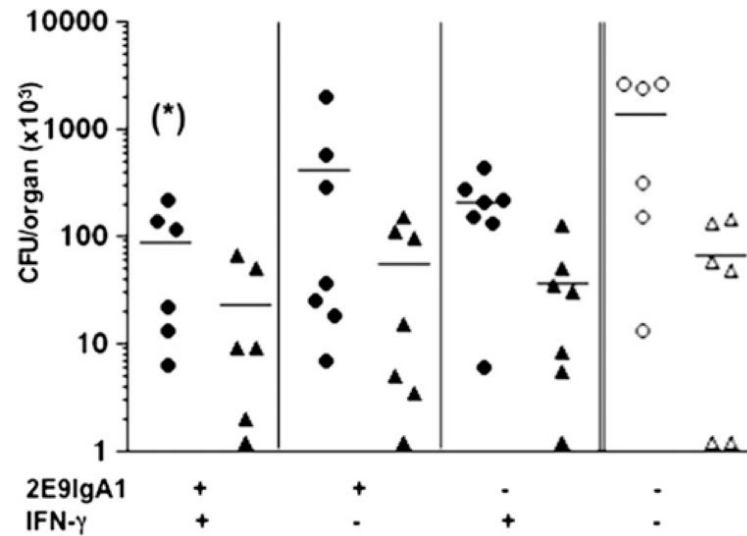 CFU/organ (x10³)
10000
1000
100
10
1
(*)
2E9IgA1 + + - -
IFN-γ + - + -